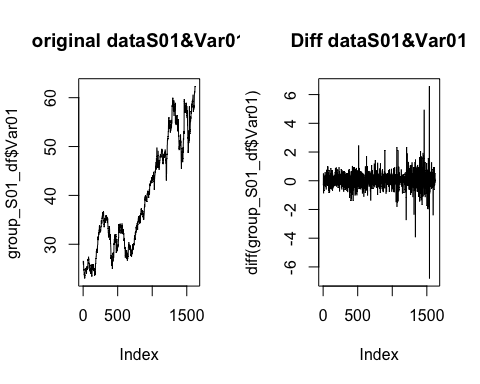 original dataS01&Var01
group_S01_df$Var01
30 40 50 60
0 500 1500
Index
Diff dataS01&Var01
diff(group_S01_df$Var01)
-6 -4 -2 0 2 4 6
0 500 1500
Index